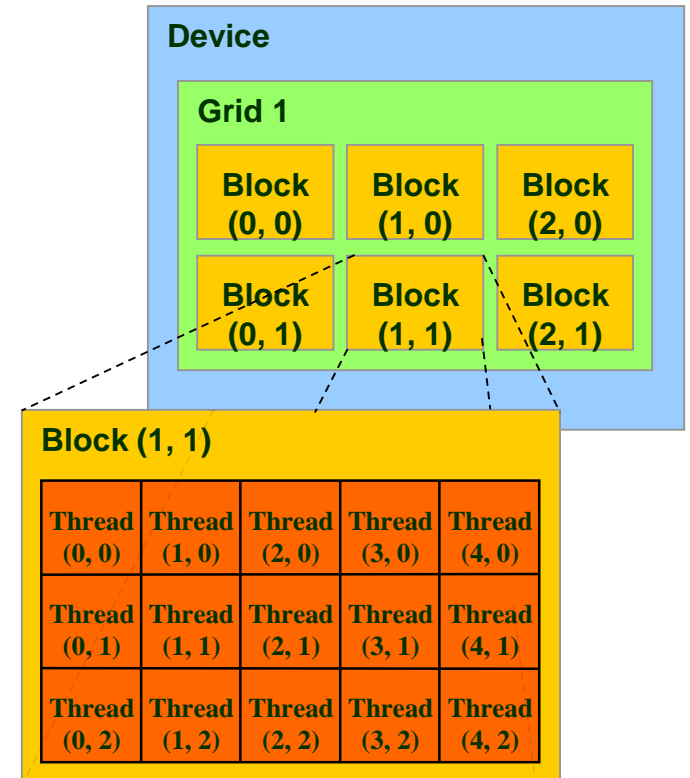 Device
Grid 1
Block
(0, 0)
Block
(1, 0)
Block
(2, 0)
Block
(0, 1)
Block
(1, 1)
Block
(2, 1)
Block (1, 1)
Thread
(0, 0)
Thread
(1, 0)
Thread
(2, 0)
Thread
(3, 0)
Thread
(4, 0)
Thread
(0, 1)
Thread
(1, 1)
Thread
(2, 1)
Thread
(3, 1)
Thread
(4, 1)
Thread
(0, 2)
Thread
(1, 2)
Thread
(2, 2)
Thread
(3, 2)
Thread
(4, 2)